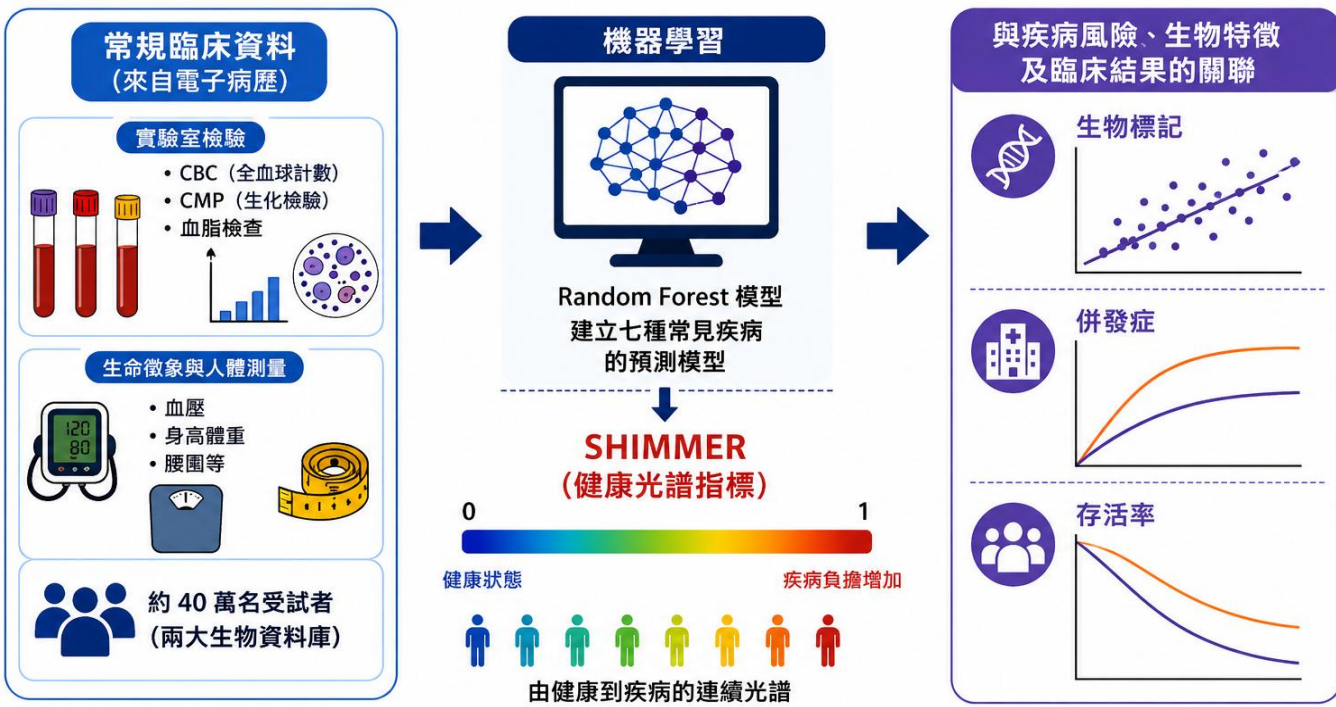 常規臨床資料
(來自電子病歷)
實驗室檢驗
• CBC(全血球計數)
• CMP(生化檢驗)
• 血脂檢查
生命徵象與人體測量
120
80
• 血壓
• 身高體重
• 腰圍等
約 40 萬名受試者
(兩大生物資料庫)
機器學習
Random Forest 模型
建立七種常見疾病
的預測模型
SHIMMER
(健康光譜指標)
0
1
健康狀態
疾病負擔增加
由健康到疾病的連續光譜
與疾病風險、生物特徵
及臨床結果的關聯
生物標記
併發症
存活率